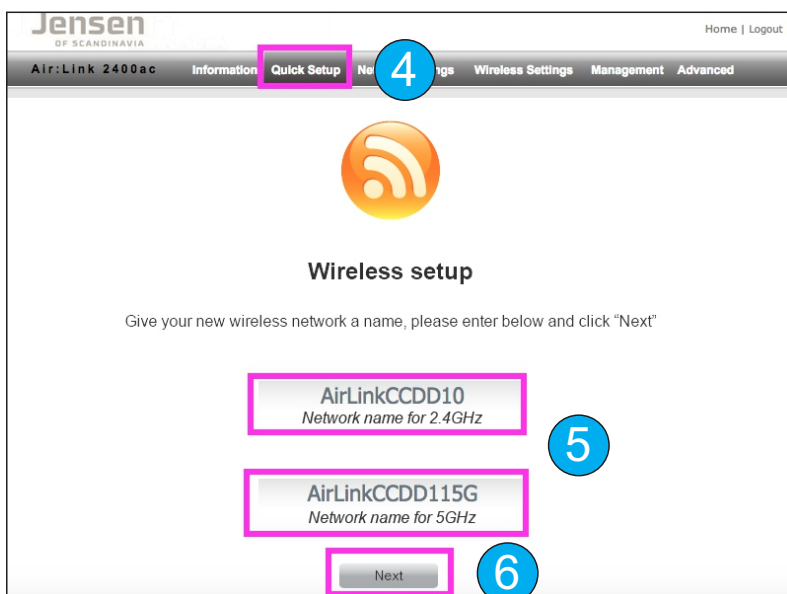 Jensen
OF SCANDINAVIA
Home | Logout
Air:Link 2400ac Information Quick Setup Wireless Settings Management Advanced
4
Wireless setup
Give your new wireless network a name, please enter below and click “Next”
AirLinkCCDD10
Network name for 2.4GHz
5
AirLinkCCDD115G
Network name for 5GHz
Next
6